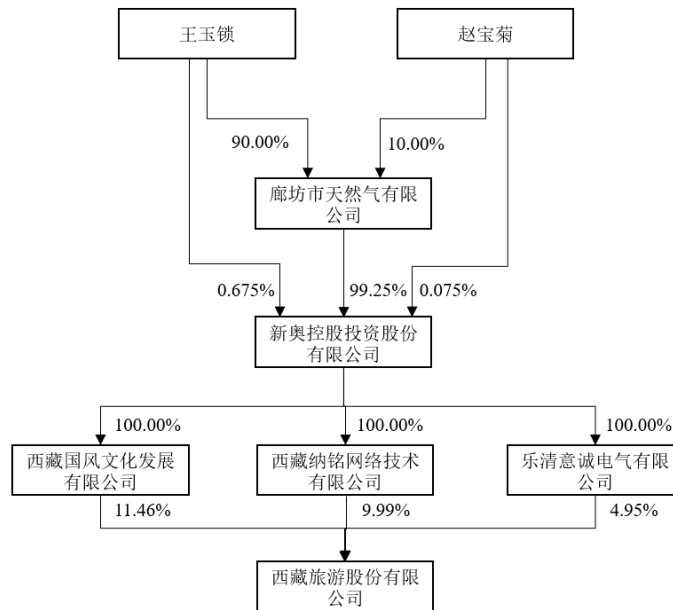 王玉锁
赵宝菊
90.00%
10.00%
廊坊市天然气有限
公司
0.675%
99.25%
0.075%
新奥控股投资股份
有限公司
100.00%
100.00%
100.00%
西藏国风文化发展
有限公司
西藏纳铭网络技术
有限公司
乐清意诚电气有限
公司
11.46%
9.99%
4.95%
西藏旅游股份有限
公司